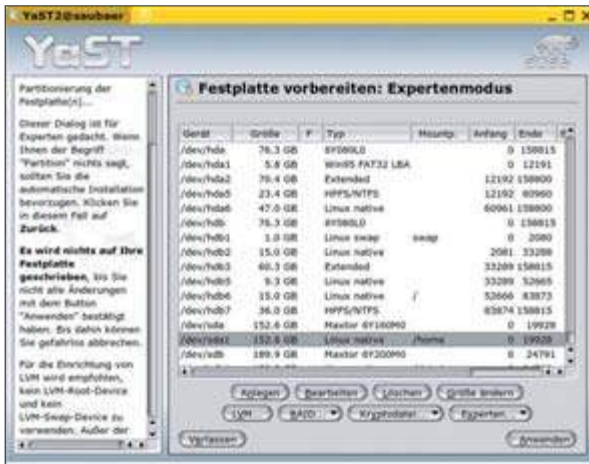 YaST2@saubaer
YaST
SUSE
Partitionierung der
Festplatte(n)...
Dieser Dialog ist für
Experten gedacht. Wenn
Ihnen der Begriff
"Partition" nichts sagt,
sollten Sie die
automatische Installation
bevorzugen. Klicken Sie
in diesem Fall auf
Zurück.
Es wird nichts auf Ihre
Festplatte
geschrieben, bis Sie
nicht alle Änderungen
mit dem Button
"Anwenden" bestätigt
haben. Bis dahin können
Sie gefahrlos abbrechen.
Für die Einrichtung von
LVM wird empfohlen,
kein LVM-Root-Device
und kein
LVM-Swap-Device zu
verwenden. Außer der
Festplatte vorbereiten: Expertenmodus
Gerät Größe F Typ Mountp. Anfang Ende
/dev/hda 76.3 GB 6Y080L0 0 158815
/dev/hda1 5.8 GB Win95 FAT32 LBA 0 12191
/dev/hda2 70.4 GB Extended 12192 158800
/dev/hda5 23.4 GB HPFS/NTFS 12192 60960
/dev/hda6 47.0 GB Linux native 60961 158800
/dev/hdb 76.3 GB 6Y080L0 0 158815
/dev/hdb1 1.0 GB Linux swap swap 0 2080
/dev/hdb2 15.0 GB Linux native 2081 33288
/dev/hdb3 60.3 GB Extended 33289 158815
/dev/hdb5 9.3 GB Linux native 33289 52665
/dev/hdb6 15.0 GB Linux native / 52666 83873
/dev/hdb7 36.0 GB HPFS/NTFS 83874 158815
/dev/sda 152.6 GB Maxtor 6Y160M0 0 19928
/dev/sda1 152.6 GB Linux native /home 0 19928
/dev/sdb 189.9 GB Maxtor 6Y200M0 0 24791
Anlegen Bearbeiten Löschen Größe ändern
LVM RAID Kryptodatei Experten
Verlassen Anwenden